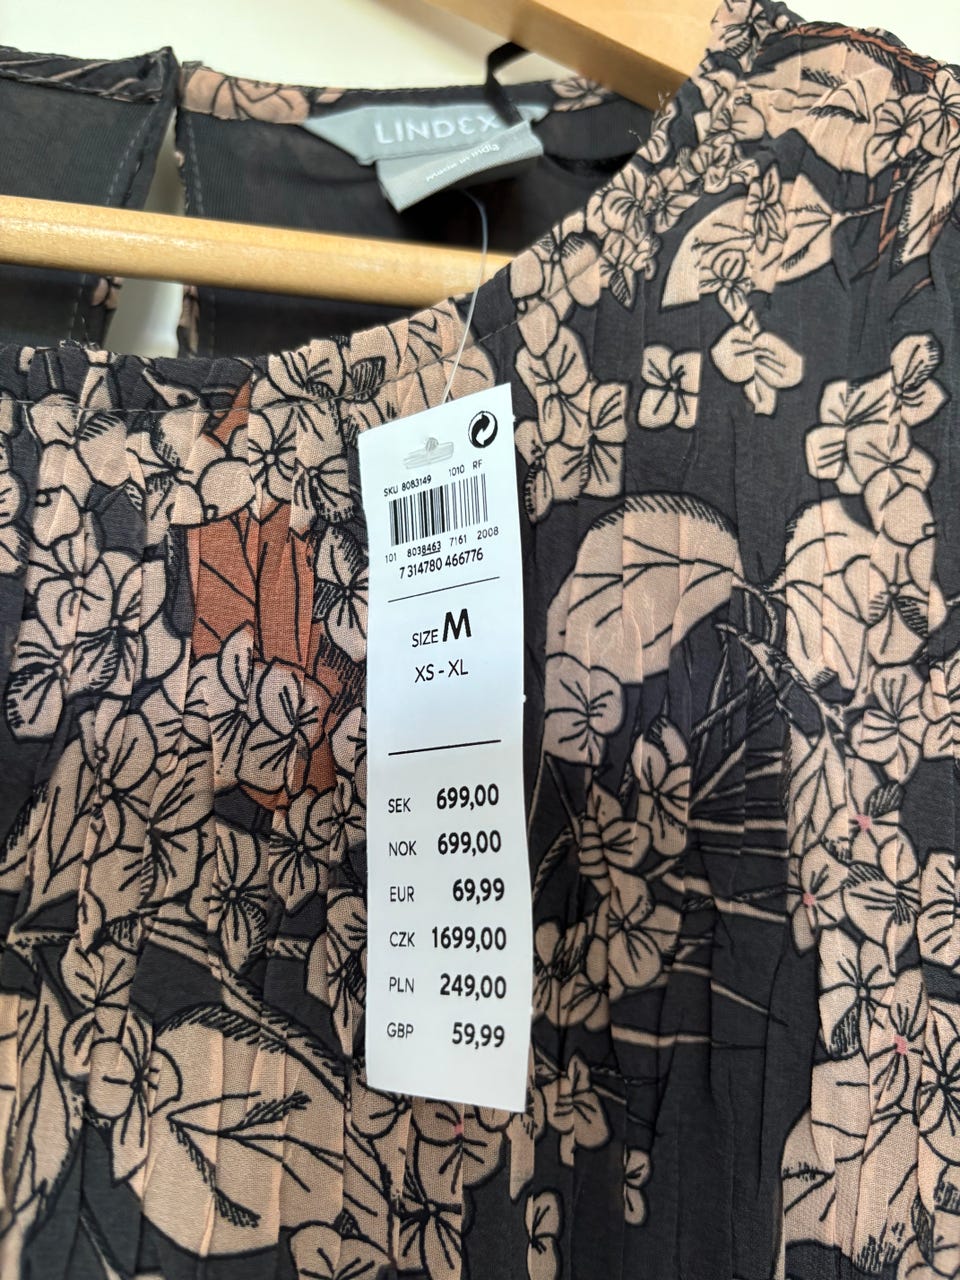 LINDEX
Made in India
SKU 8083149 1010 RF
101 8038463 7161 2008
7 314780 466776
SIZE M
XS - XL
SEK 699,00
NOK 699,00
EUR 69,99
CZK 1699,00
PLN 249,00
GBP 59,99